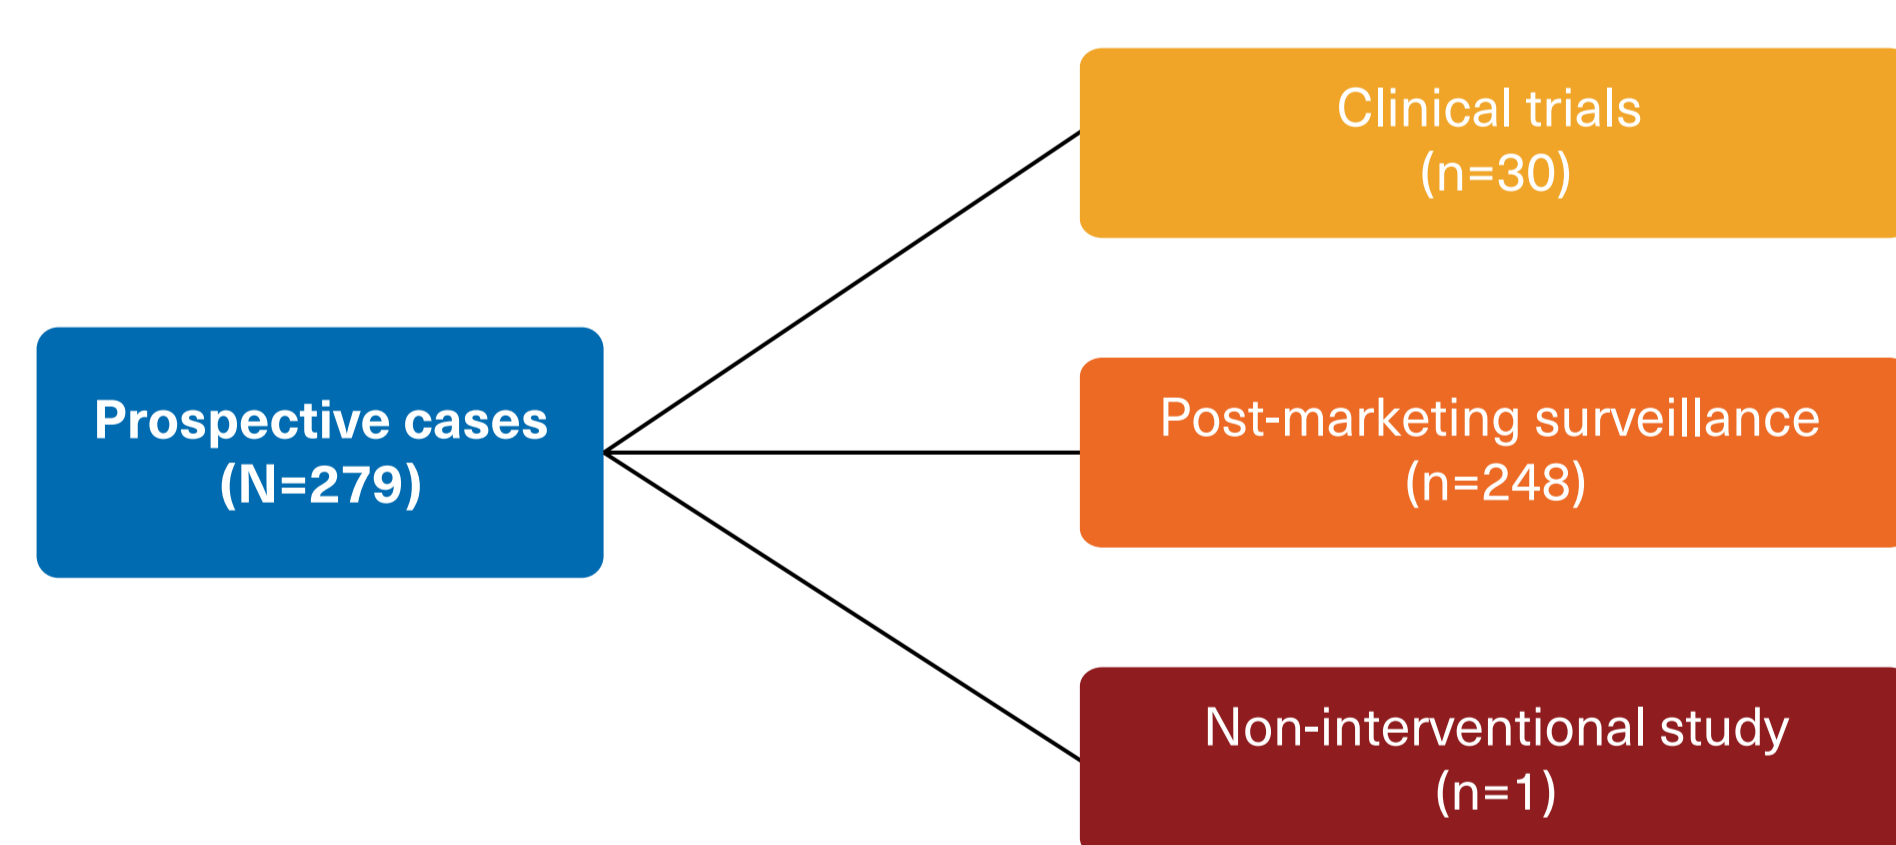 Clinical trials
(n=30)
Prospective cases
(N=279)
Post-marketing surveillance
(n=248)
Non-interventional study
(n=1)